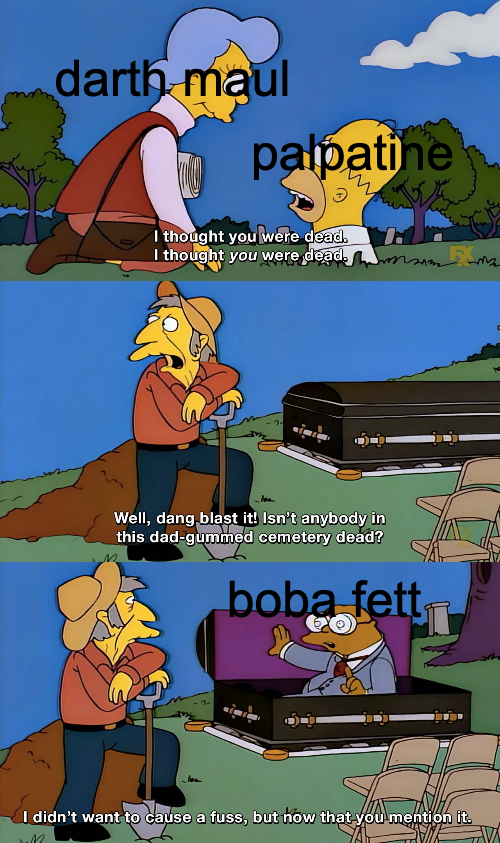 darth maul
palpatine
I thought you were dead.
I thought you were dead.
FXX
Well, dang blast it! Isn't anybody in
this dad-gummed cemetery dead?
boba fett
I didn't want to cause a fuss, but now that you mention it.